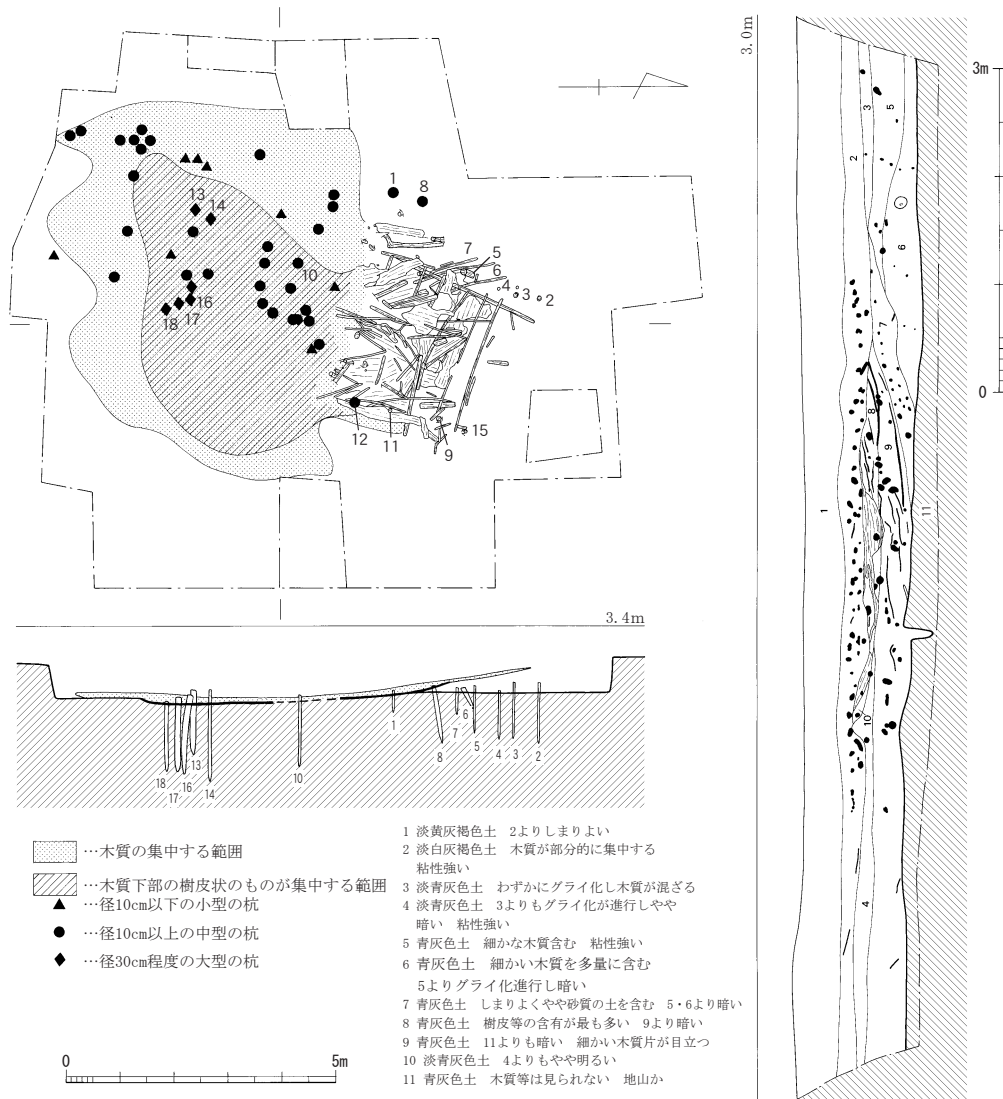 1
8
13
14
7
5
6
4
3
2
10
16
17
18
12
11
9
15
3.4m
1
8
7
6
5
4
3
2
13
18
17
16
14
10
…木質の集中する範囲
…木質下部の樹皮状のものが集中する範囲
…径10cm以下の小型の杭
…径10cm以上の中型の杭
…径30cm程度の大型の杭
0 5m
1 淡黄灰褐色土 2よりしまりよい
2 淡白灰褐色土 木質が部分的に集中する
粘性強い
3 淡青灰色土 わずかにグライ化し木質が混ざる
4 淡青灰色土 3よりもグライ化が進行しやや
暗い 粘性強い
5 青灰色土 細かな木質含む 粘性強い
6 青灰色土 細かい木質を多量に含む
5よりグライ化進行し暗い
7 青灰色土 しまりよくやや砂質の土を含む 5・6より暗い
8 青灰色土 樹皮等の含有が最も多い 9より暗い
9 青灰色土 11よりも暗い 細かい木質片が目立つ
10 淡青灰色土 4よりもやや明るい
11 青灰色土 木質等は見られない 地山か
3.0m
3m
0
3
5
2
6
7
8
9
1
11
10
4